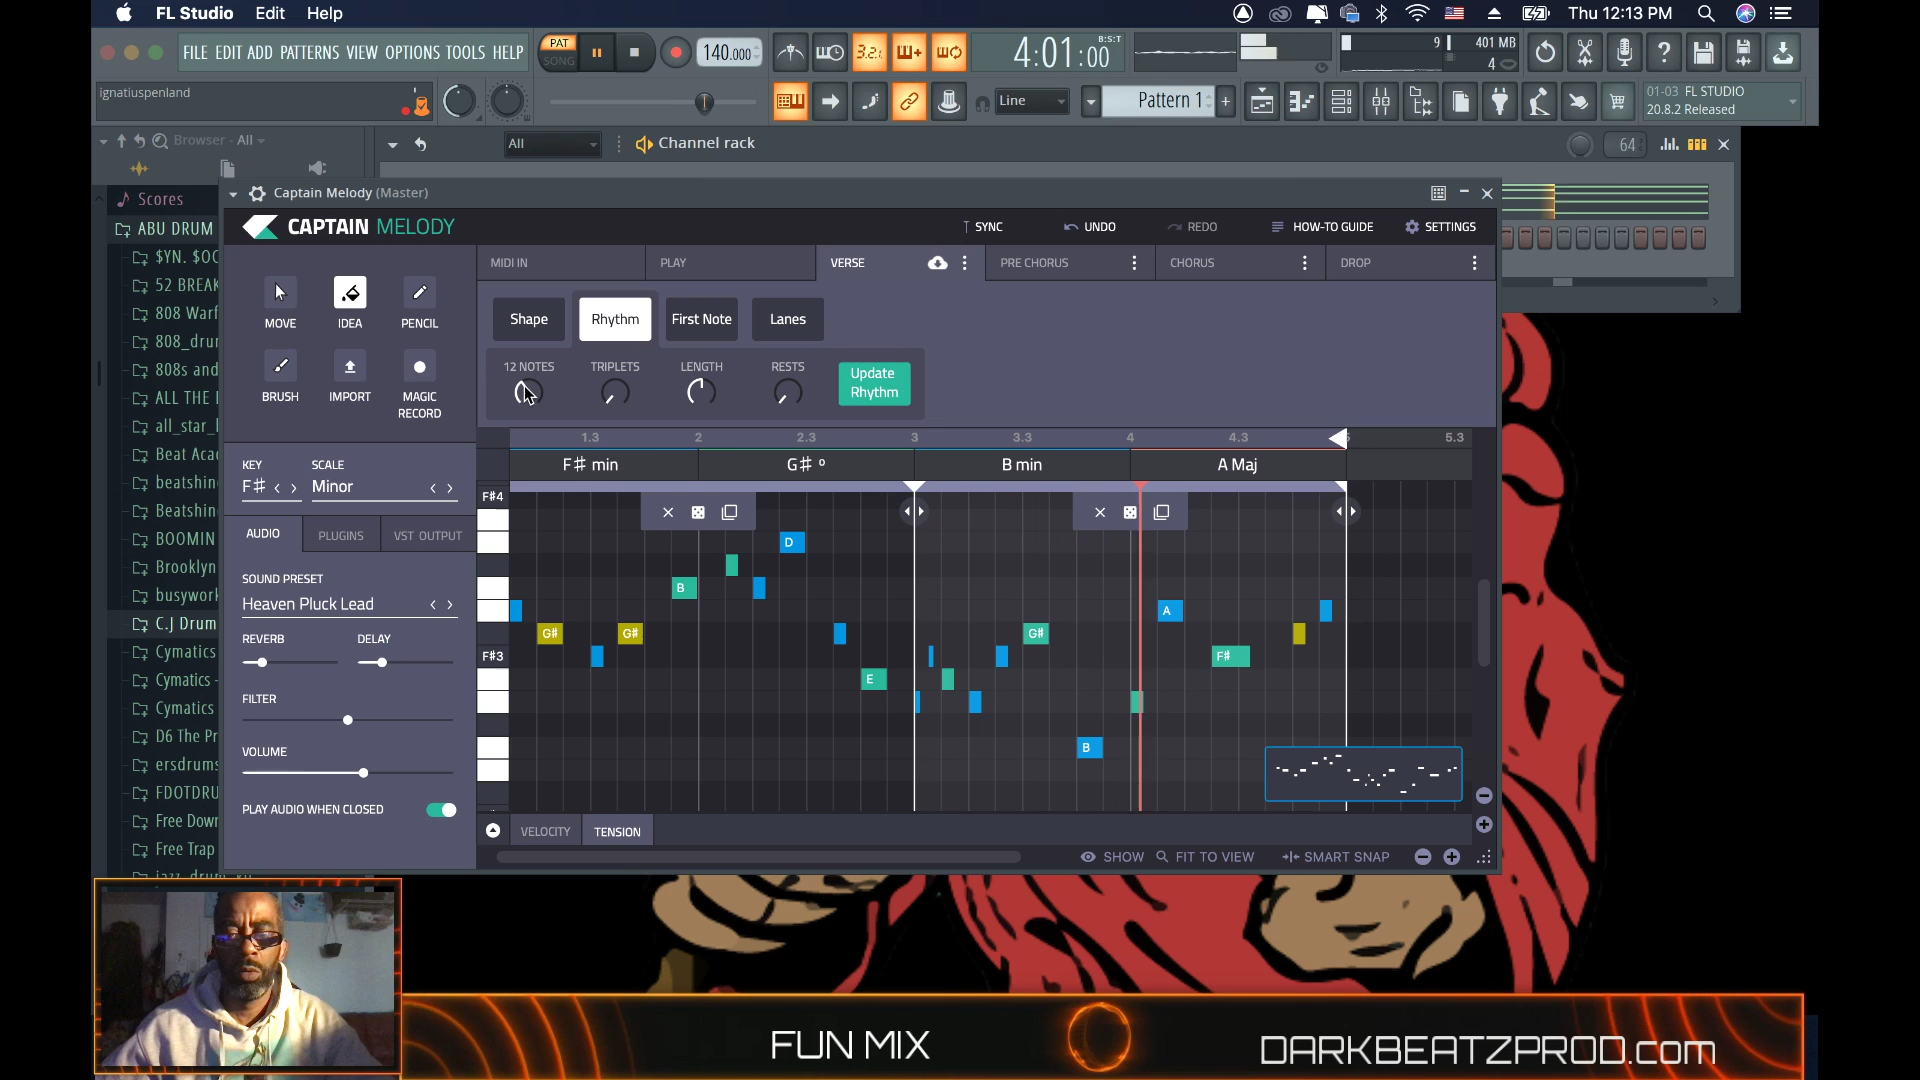 FL Studio Edit Help
Thu 12:13 PM
FILE EDIT ADD PATTERNS VIEW OPTIONS TOOLS HELP
PAT
SONG
140.000
3.2.
4:01:00
B:S:T
9
401 MB
4
ignatiuspenland
Line
Pattern 1
01-03 FL STUDIO
20.8.2 Released
Browser - All
All
Channel rack
64
Scores
ABU DRUM
$YN. $OC
52 BREAK
808 Warf
808_drur
808s and
ALL THE
all_star_
Beat Aca
beatshin
Beatshin
BOOMIN
Brooklyn
busywork
C.J Drum
Cymatics
Cymatics -
Cymatics
D6 The Pr
ersdrums
FDOTDRU
Free Dow
Free Trap
Captain Melody (Master)
CAPTAIN MELODY
SYNC
UNDO
REDO
HOW-TO GUIDE
SETTINGS
MIDI IN
PLAY
VERSE
PRE CHORUS
CHORUS
DROP
MOVE
IDEA
PENCIL
BRUSH
IMPORT
MAGIC
RECORD
Shape
Rhythm
First Note
Lanes
12 NOTES
TRIPLETS
LENGTH
RESTS
Update
Rhythm
1.3 2 2.3 3 3.3 4 4.3 5.3
F# min
G# o
B min
A Maj
KEY
F#
SCALE
Minor
AUDIO
PLUGINS
VST OUTPUT
SOUND PRESET
Heaven Pluck Lead
REVERB
DELAY
FILTER
VOLUME
PLAY AUDIO WHEN CLOSED
F#4
D
B
A
G#
G#
G#
F#3
F#
E
B
VELOCITY
TENSION
SHOW
FIT TO VIEW
SMART SNAP
FUN MIX
DARKBEATZPROD.com